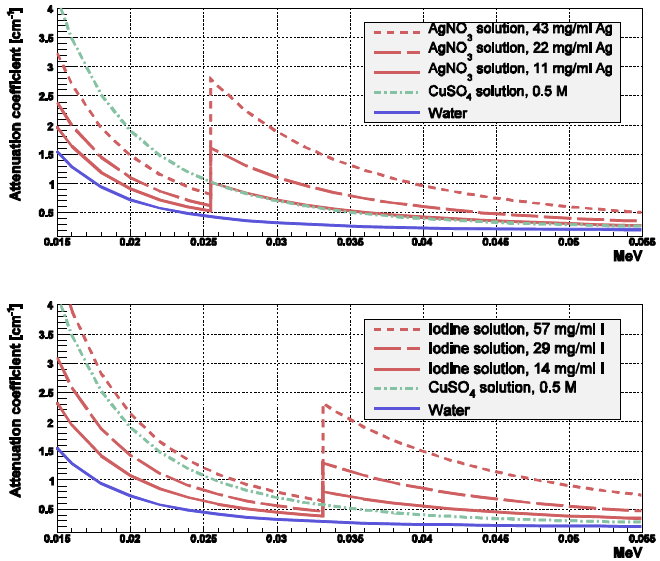 Attenuation coefficient [cm⁻¹]
4
3.5
3
2.5
2
1.5
1
0.5
AgNO₃ solution, 43 mg/ml Ag
AgNO₃ solution, 22 mg/ml Ag
AgNO₃ solution, 11 mg/ml Ag
CuSO₄ solution, 0.5 M
Water
0.015 0.02 0.025 0.03 0.035 0.04 0.045 0.05 0.055
MeV
Attenuation coefficient [cm⁻¹]
4
3.5
3
2.5
2
1.5
1
0.5
Iodine solution, 57 mg/ml I
Iodine solution, 29 mg/ml I
Iodine solution, 14 mg/ml I
CuSO₄ solution, 0.5 M
Water
0.015 0.02 0.025 0.03 0.035 0.04 0.045 0.05 0.055
MeV